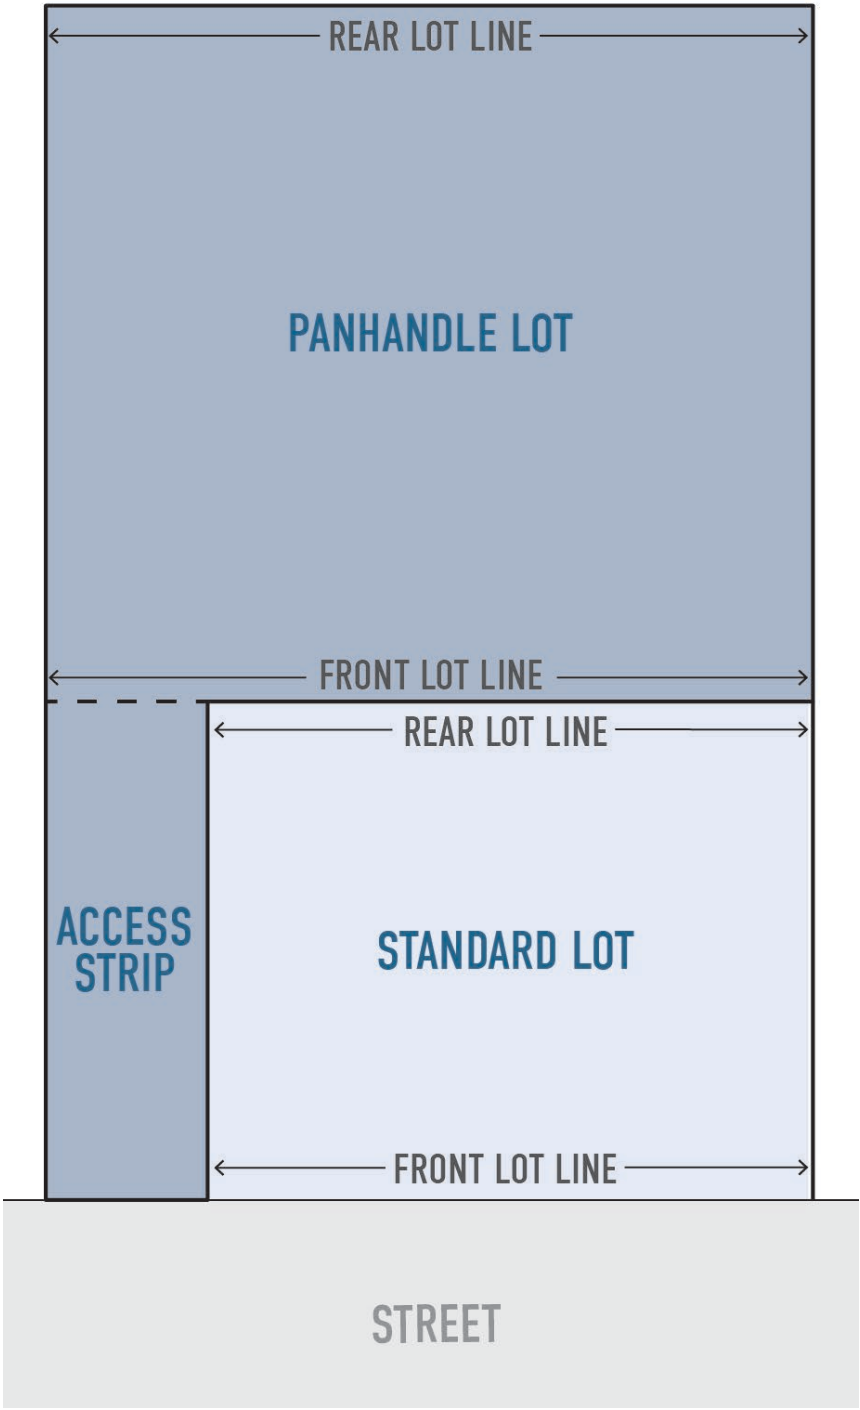 REAR LOT LINE
PANHANDLE LOT
FRONT LOT LINE
REAR LOT LINE
ACCESS
STRIP
STANDARD LOT
FRONT LOT LINE
STREET